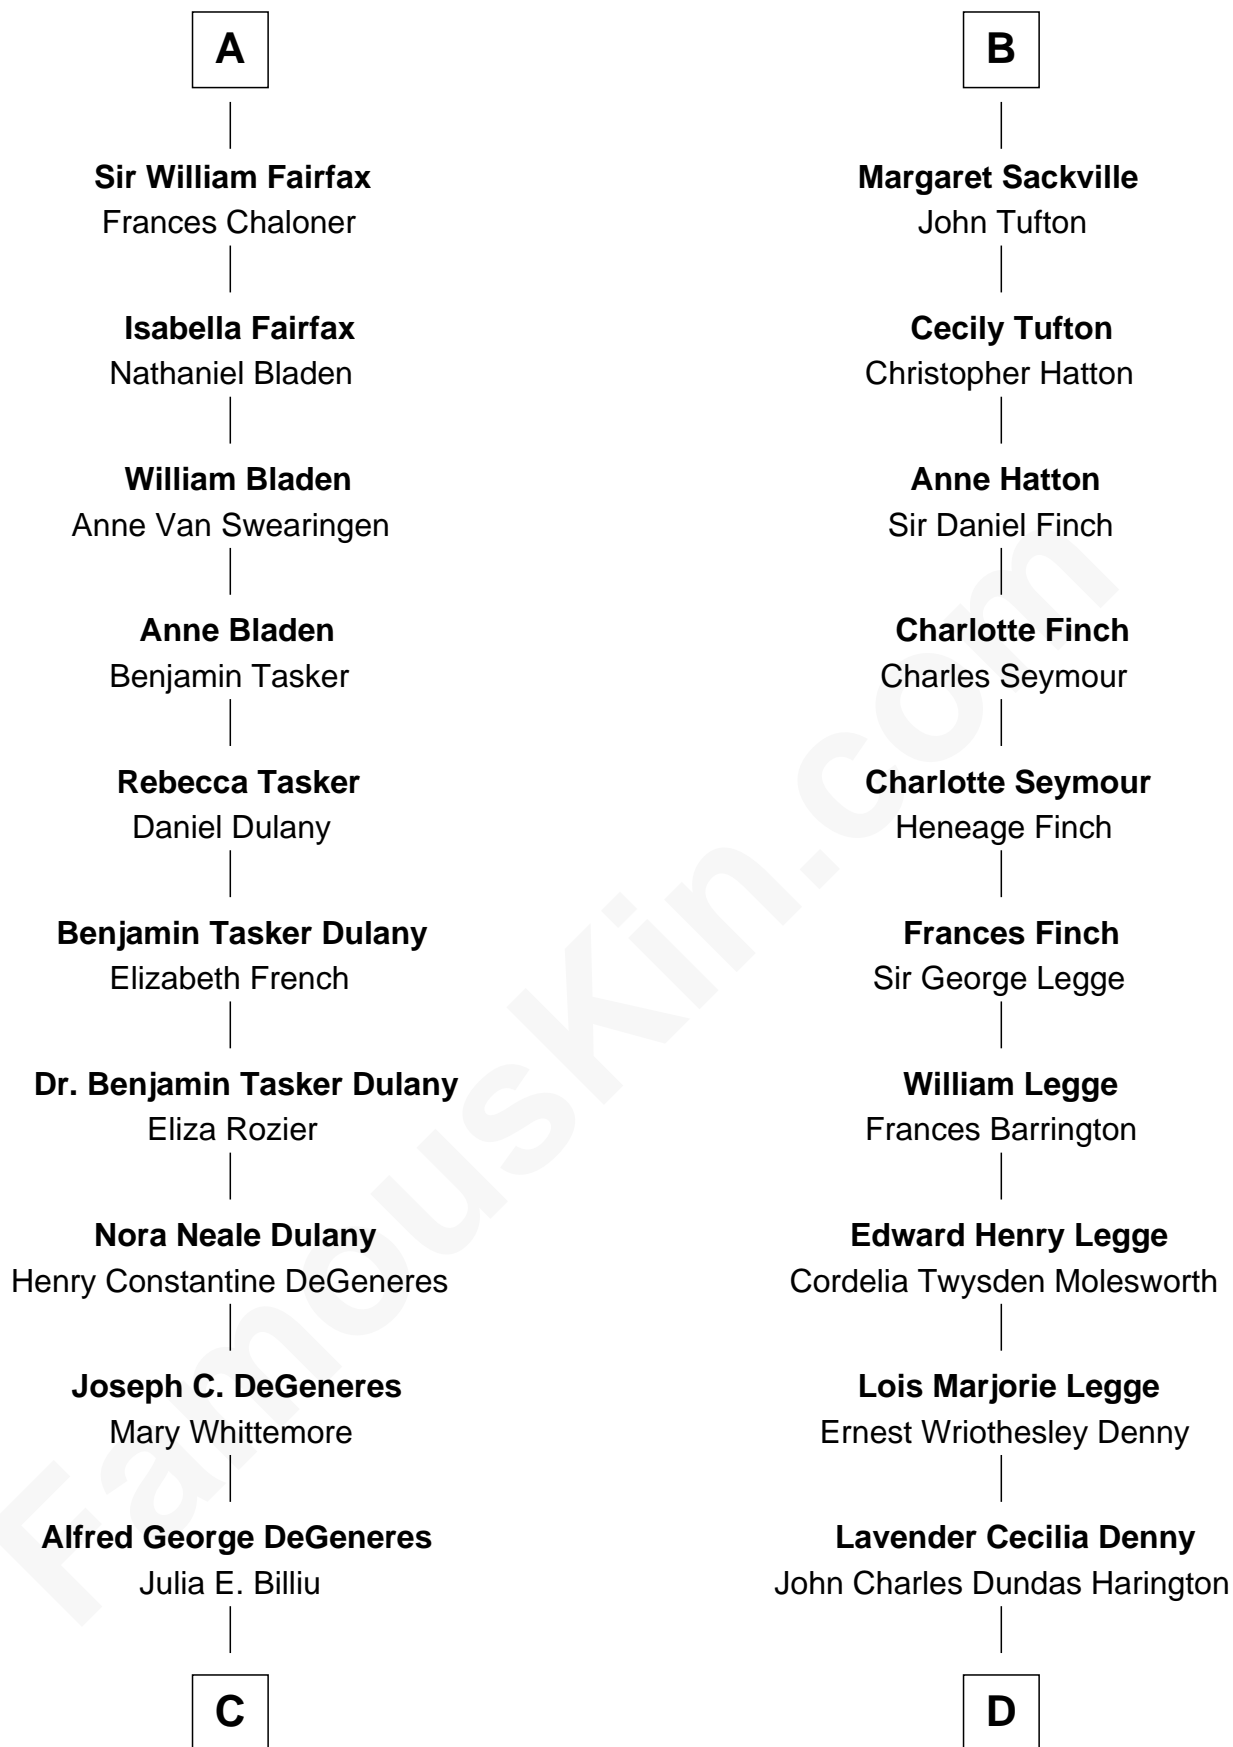 A
Sir William Fairfax
Frances Chaloner
Isabella Fairfax
Nathaniel Bladen
William Bladen
Anne Van Swearingen
Anne Bladen
Benjamin Tasker
Rebecca Tasker
Daniel Dulany
Benjamin Tasker Dulany
Elizabeth French
Dr. Benjamin Tasker Dulany
Eliza Rozier
Nora Neale Dulany
Henry Constantine DeGeneres
Joseph C. DeGeneres
Mary Whittemore
Alfred George DeGeneres
Julia E. Billiu
C
B
Margaret Sackville
John Tufton
Cecily Tufton
Christopher Hatton
Anne Hatton
Sir Daniel Finch
Charlotte Finch
Charles Seymour
Charlotte Seymour
Heneage Finch
Frances Finch
Sir George Legge
William Legge
Frances Barrington
Edward Henry Legge
Cordelia Twysden Molesworth
Lois Marjorie Legge
Ernest Wriothesley Denny
Lavender Cecilia Denny
John Charles Dundas Harington
D
FamousKin.com